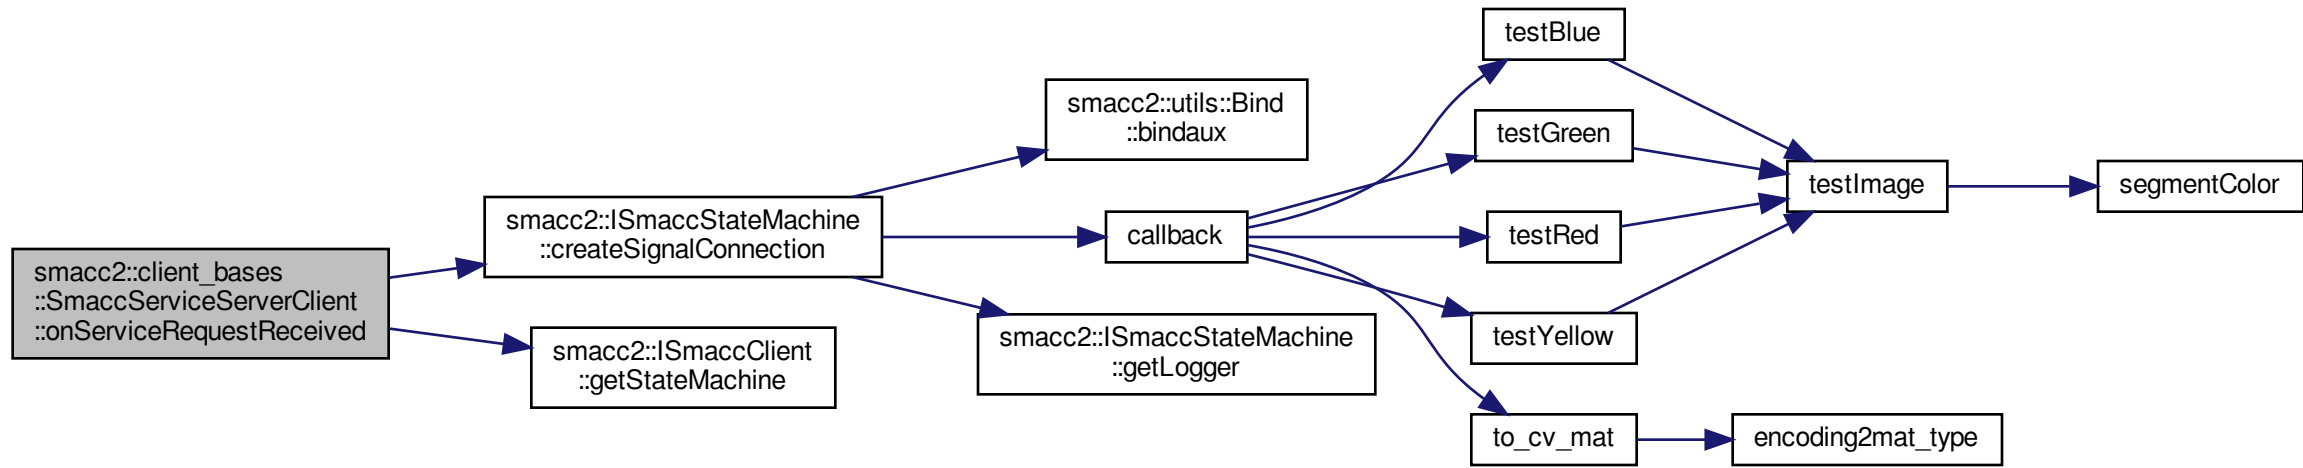 smacc2::client_bases
::SmaccServiceServerClient
::onServiceRequestReceived
smacc2::ISmaccStateMachine
::createSignalConnection
smacc2::ISmaccClient
::getStateMachine
smacc2::utils::Bind
::bindaux
callback
smacc2::ISmaccStateMachine
::getLogger
testBlue
testGreen
testRed
testYellow
to_cv_mat
testImage
encoding2mat_type
segmentColor